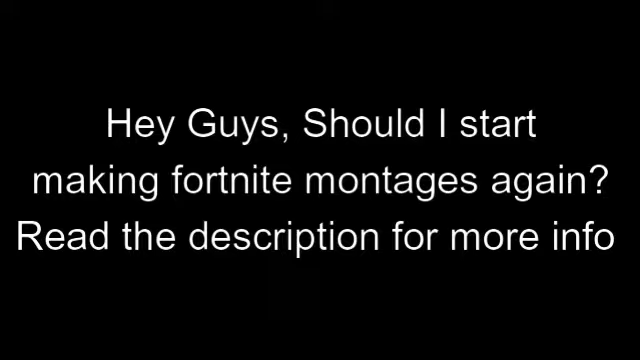 Hey Guys, Should I start
making fortnite montages again?
Read the description for more info